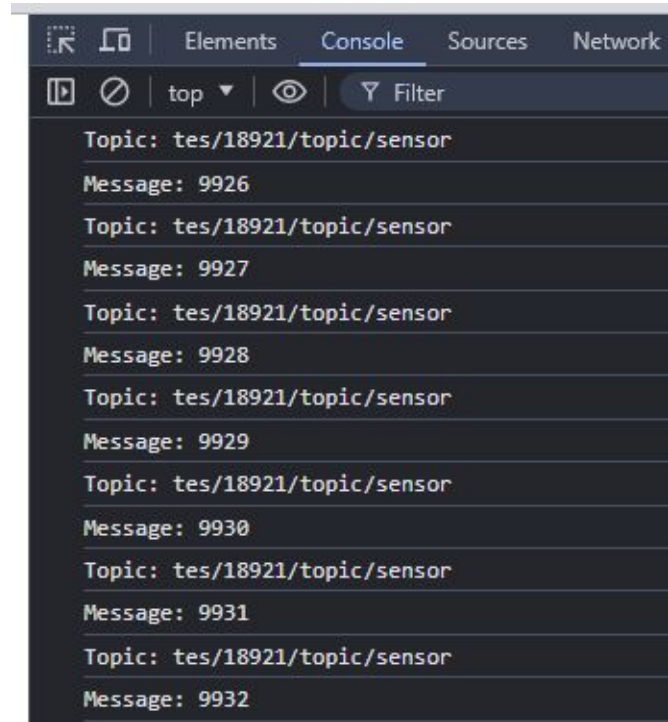 Elements Console Sources Network
top Filter
Topic: tes/18921/topic/sensor
Message: 9926
Topic: tes/18921/topic/sensor
Message: 9927
Topic: tes/18921/topic/sensor
Message: 9928
Topic: tes/18921/topic/sensor
Message: 9929
Topic: tes/18921/topic/sensor
Message: 9930
Topic: tes/18921/topic/sensor
Message: 9931
Topic: tes/18921/topic/sensor
Message: 9932